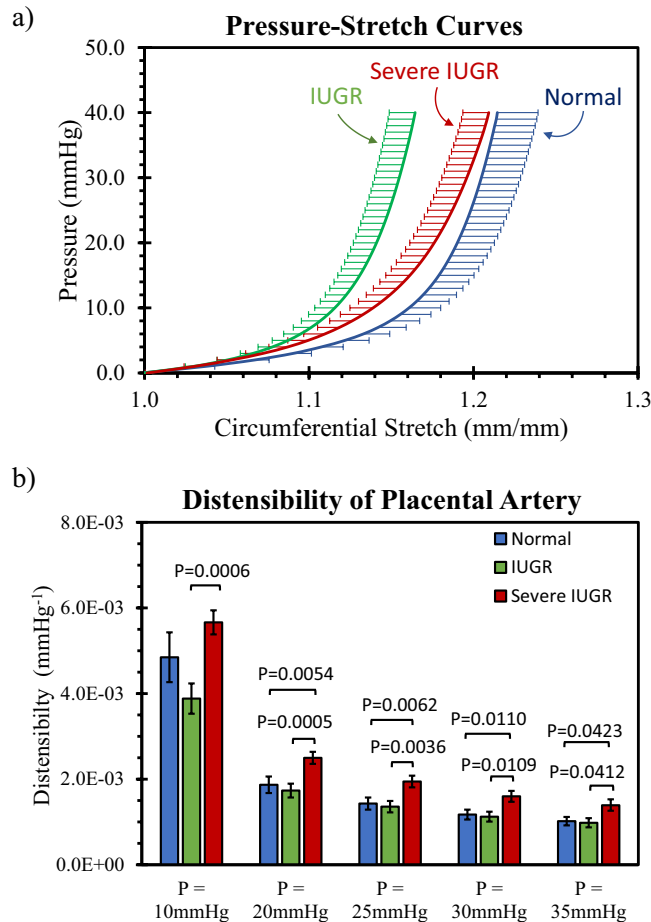 a)
Pressure-Stretch Curves
50.0
40.0
30.0
20.0
10.0
0.0
Pressure (mmHg)
IUGR
Severe IUGR
Normal
1.0 1.1 1.2 1.3
Circumferential Stretch (mm/mm)
b)
Distensibility of Placental Artery
8.0E-03
6.0E-03
4.0E-03
2.0E-03
0.0E+00
Distensibilty (mmHg⁻¹)
Normal
IUGR
Severe IUGR
P=0.0006
P=0.0054
P=0.0005
P=0.0062
P=0.0036
P=0.0110
P=0.0109
P=0.0423
P=0.0412
P = P = P = P = P =
10mmHg 20mmHg 25mmHg 30mmHg 35mmHg